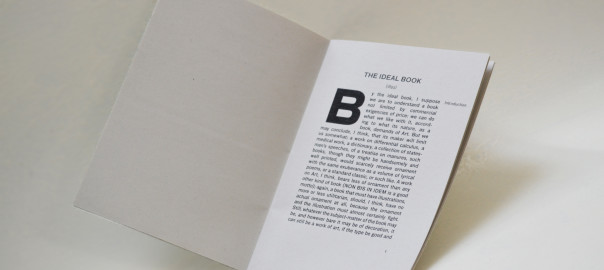 THE IDEAL BOOK
By the ideal book, I suppose
we are to understand a book
not limited by commercial
exigencies of price: we can do
what we like with it, accord-
ing to what its nature, as a
book, demands of Art. But we
may conclude, I think, that its maker will limit
us somewhat; a work on differential calculus, a
medical work, a dictionary, a collection of states-
men's speeches, of a treatise on manures, such
books, though they might be handsomely and
well printed, would scarcely receive ornament
with the same exuberance as a volume of lyrical
poems, or a standard classic, or such like. A work
on Art, I think, bears less of ornament than any
other kind of book (NON BIS IN IDEM is a good
motto); again, a book that must have illustrations,
more or less utilitarian, should, I think, have no
actual ornament at all, because the ornament
and the illustration must almost certainly fight.
Still whatever the subject-matter of the book may
be, and however bare it may be of decoration, it
can still be a work of art, if the type be good and
Introduction